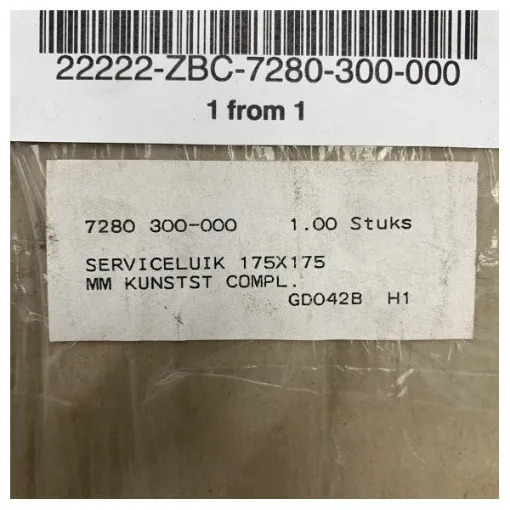 22222-ZBC-7280-300-000
1 from 1
7280 300-000 1.00 Stuks
SERVICELUIK 175X175
MM KUNSTST COMPL.
GD042B H1